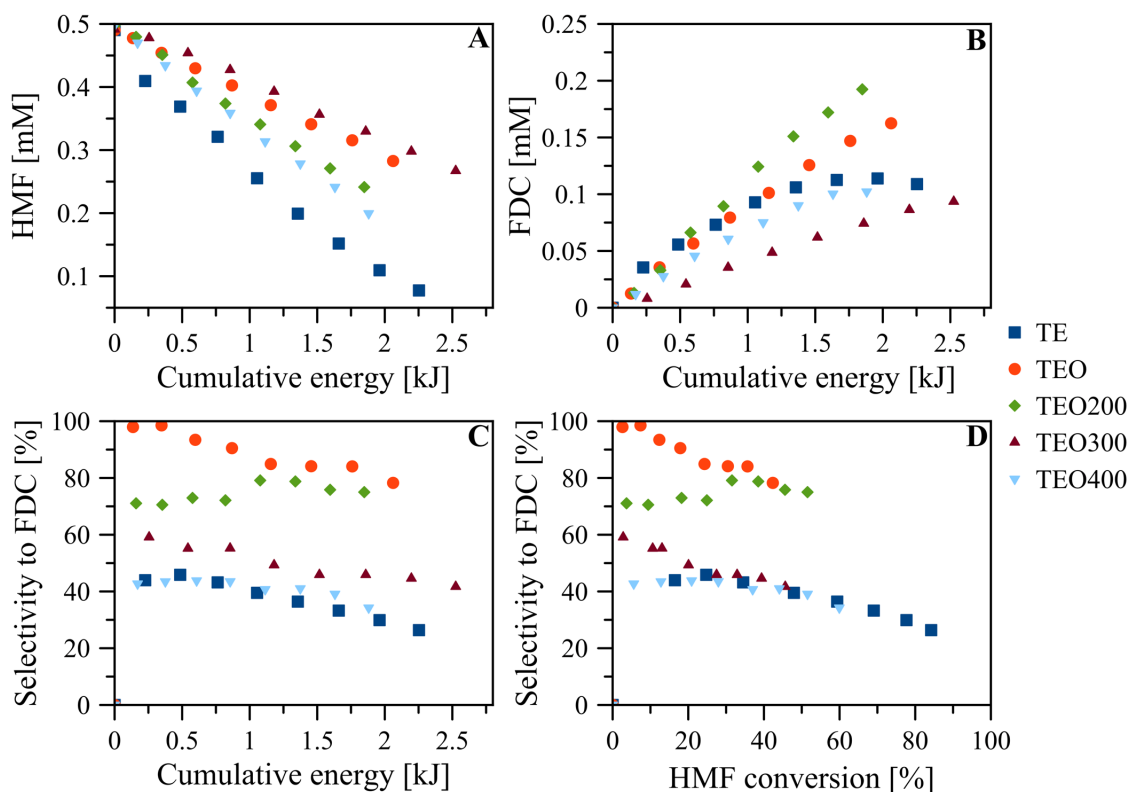 A
HMF [mM]
0.5
0.4
0.3
0.2
0.1
0
0.5
1
1.5
2
2.5
Cumulative energy [kJ]
B
FDC [mM]
0.25
0.20
0.15
0.1
0.05
0
0
0.5
1
1.5
2
2.5
Cumulative energy [kJ]
TE
TEO
TEO200
TEO300
TEO400
C
Selectivity to FDC [%]
100
80
60
40
20
0
0
0.5
1
1.5
2
2.5
Cumulative energy [kJ]
D
Selectivity to FDC [%]
100
80
60
40
20
0
0
20
40
60
80
100
HMF conversion [%]